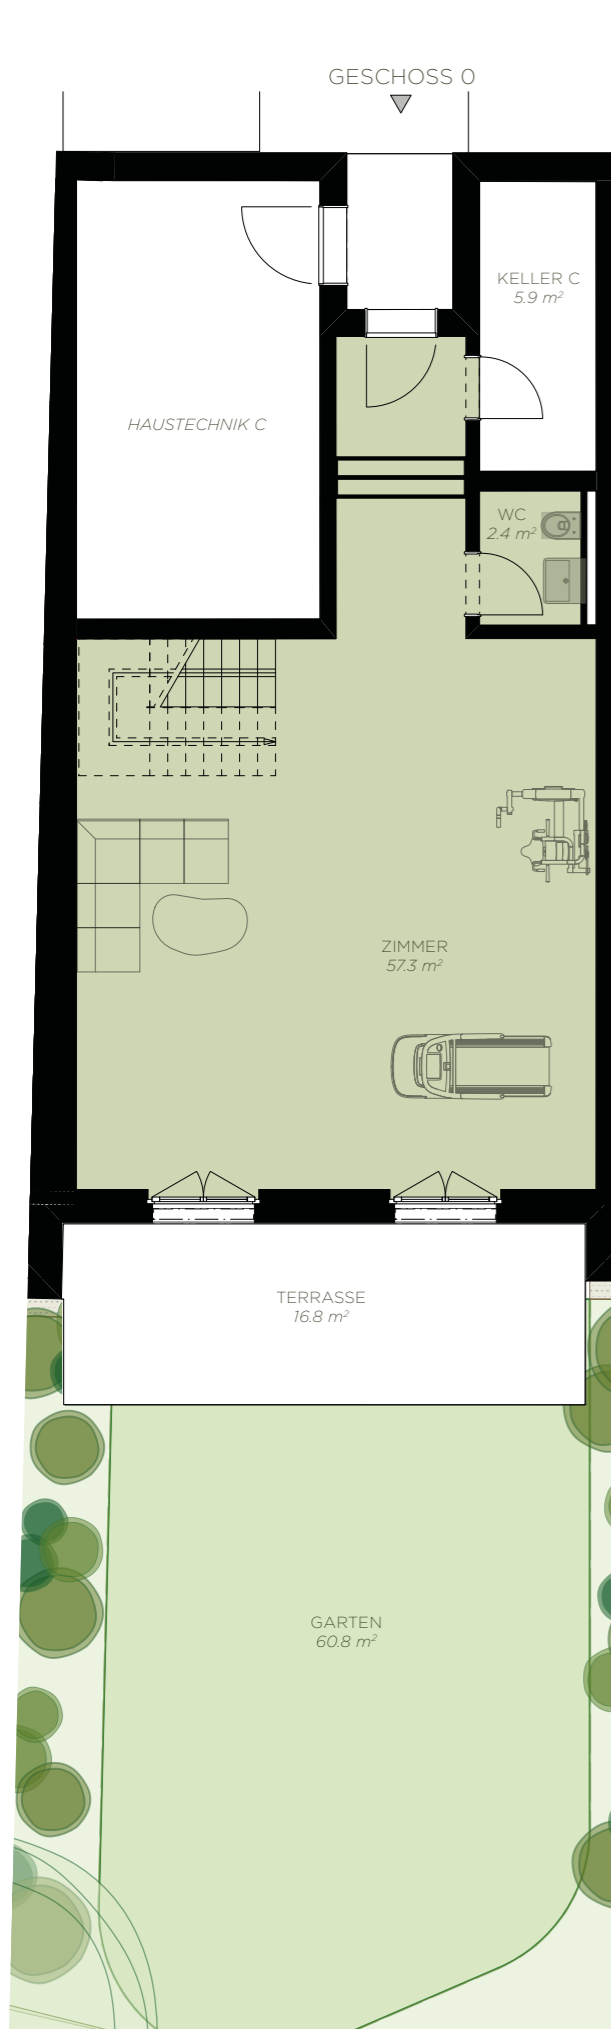 GESCHOSS 0
KELLER C
5.9 m²
HAUSTECHNIK C
WC
2.4 m²
ZIMMER
57.3 m²
TERRASSE
16.8 m²
GARTEN
60.8 m²